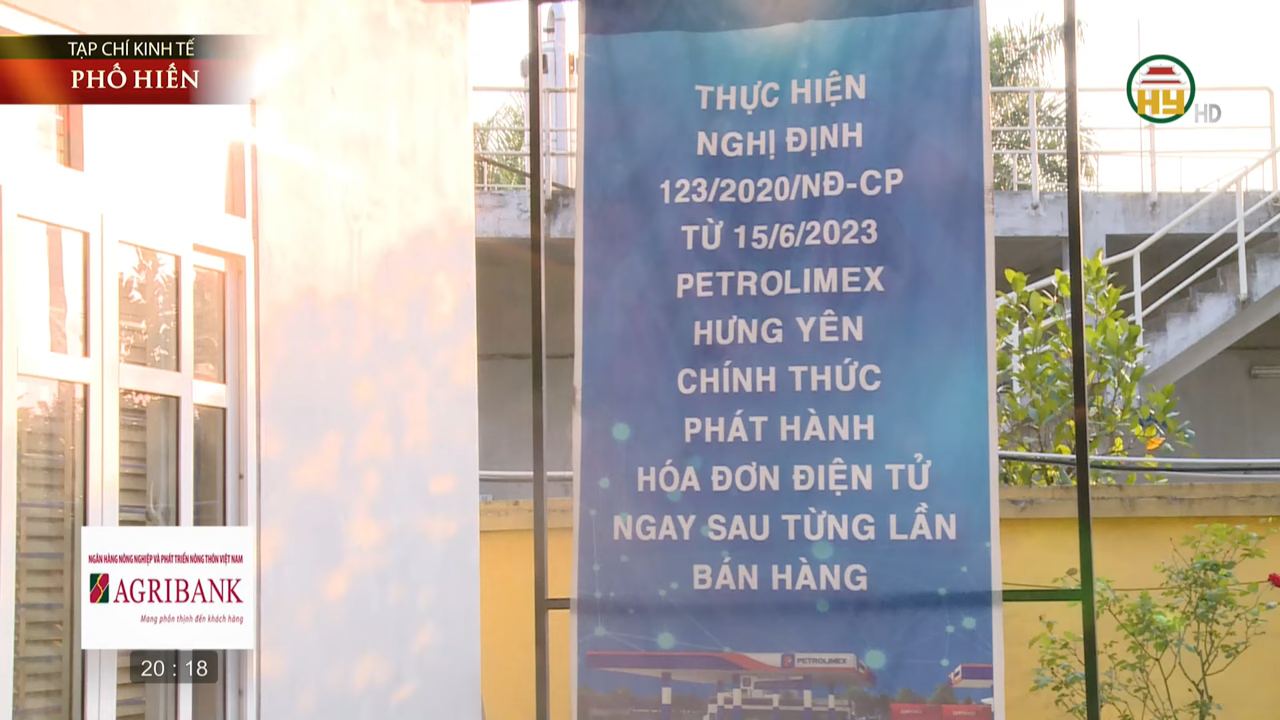 TẠP CHÍ KINH TẾ
PHỐ HIẾN
HY HD
THỰC HIỆN
NGHỊ ĐỊNH
123/2020/NĐ-CP
TỪ 15/6/2023
PETROLIMEX
HƯNG YÊN
CHÍNH THỨC
PHÁT HÀNH
HÓA ĐƠN ĐIỆN TỬ
NGAY SAU TỪNG LẦN
BÁN HÀNG
PETROLIMEX
NGÂN HÀNG NÔNG NGHIỆP VÀ PHÁT TRIỂN NÔNG THÔN VIỆT NAM
AGRIBANK
Mang phồn thịnh đến khách hàng
20 : 18